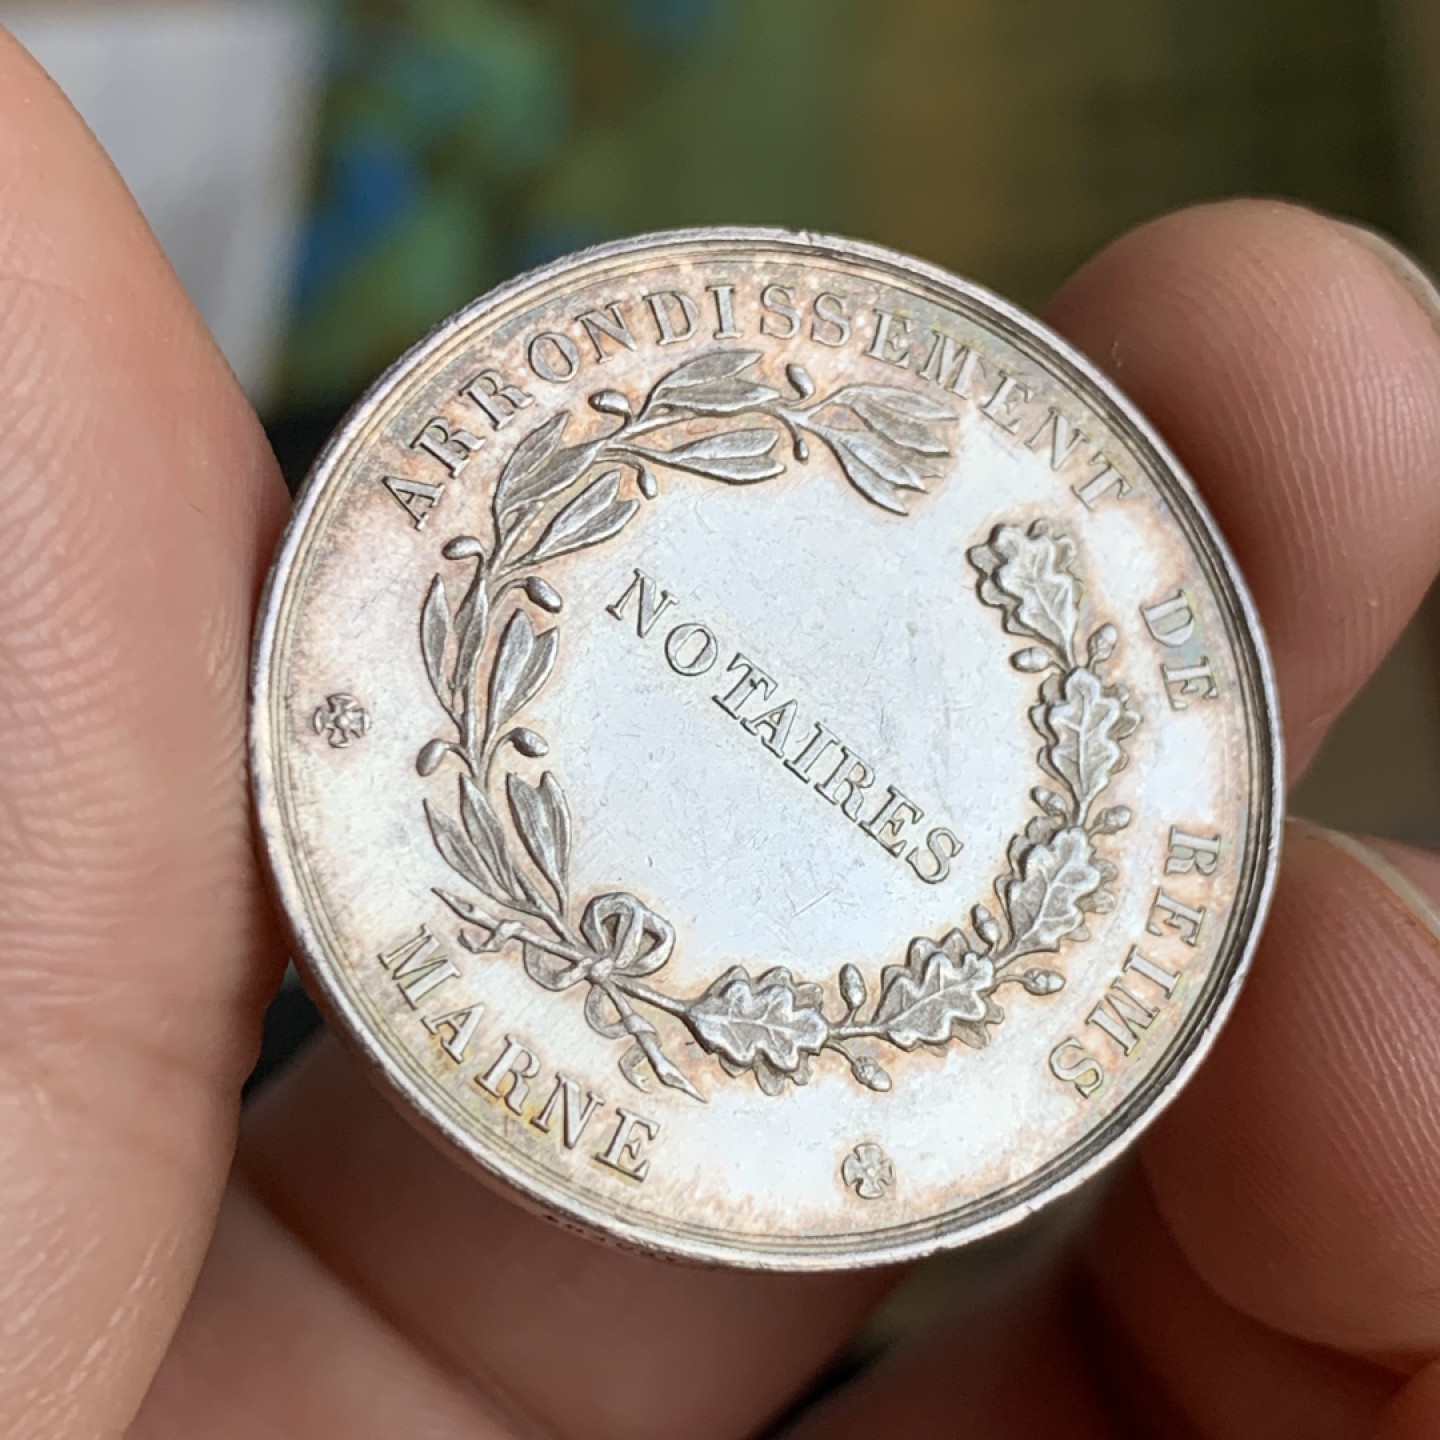 ARRONDISSEMENT DE REIMS
NOTAIRES
MARNE